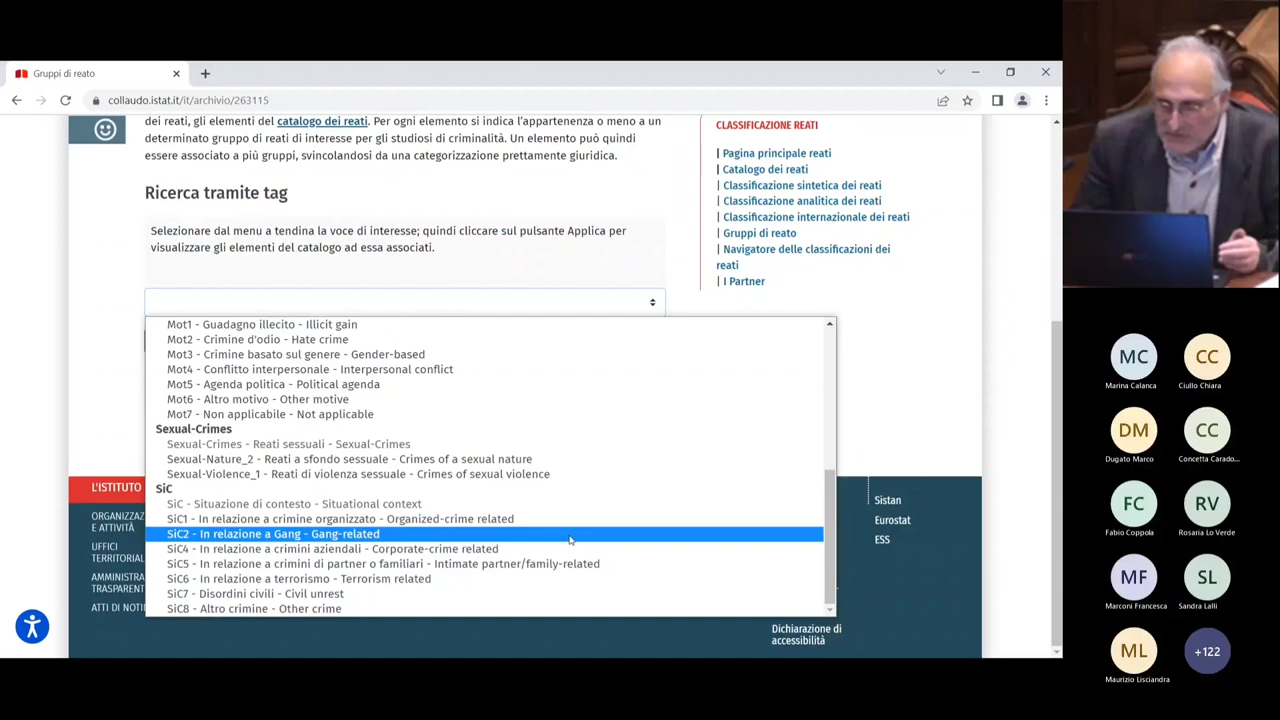 Gruppi di reato
collaudo.istat.it/it/archivio/263115
dei reati, gli elementi del catalogo dei reati. Per ogni elemento si indica l'appartenenza o meno a un
determinato gruppo di reati di interesse per gli studiosi di criminalità. Un elemento può quindi
essere associato a più gruppi, svincolandosi da una categorizzazione prettamente giuridica.
Ricerca tramite tag
Selezionare dal menu a tendina la voce di interesse; quindi cliccare sul pulsante Applica per
visualizzare gli elementi del catalogo ad essa associati.
Mot1 - Guadagno illecito - Illicit gain
Mot2 - Crimine d'odio - Hate crime
Mot3 - Crimine basato sul genere - Gender-based
Mot4 - Conflitto interpersonale - Interpersonal conflict
Mot5 - Agenda politica - Political agenda
Mot6 - Altro motivo - Other motive
Mot7 - Non applicabile - Not applicable
Sexual-Crimes
Sexual-Crimes - Reati sessuali - Sexual-Crimes
Sexual-Nature_2 - Reati a sfondo sessuale - Crimes of a sexual nature
Sexual-Violence_1 - Reati di violenza sessuale - Crimes of sexual violence
SiC
SiC - Situazione di contesto - Situational context
SiC1 - In relazione a crimine organizzato - Organized-crime related
SiC2 - In relazione a Gang - Gang-related
SiC4 - In relazione a crimini aziendali - Corporate-crime related
SiC5 - In relazione a crimini di partner o familiari - Intimate partner/family-related
SiC6 - In relazione a terrorismo - Terrorism related
SiC7 - Disordini civili - Civil unrest
SiC8 - Altro crimine - Other crime
CLASSIFICAZIONE REATI
| Pagina principale reati
| Catalogo dei reati
| Classificazione sintetica dei reati
| Classificazione analitica dei reati
| Classificazione internazionale dei reati
| Gruppi di reato
| Navigatore delle classificazioni dei
reati
| I Partner
L'ISTITUTO
ORGANIZZAZ
E ATTIVITÀ
UFFICI
TERRITORIAL
AMMINISTRA
TRASPARENT
ATTI DI NOTI
Sistan
Eurostat
ESS
Dichiarazione di
accessibilità
MC
Marina Calanca
CC
Ciullo Chiara
DM
Dugato Marco
CC
Concetta Carado...
FC
Fabio Coppola
RV
Rosaria Lo Verde
MF
Marconi Francesca
SL
Sandra Lalli
ML
Maurizio Lisciandra
+122